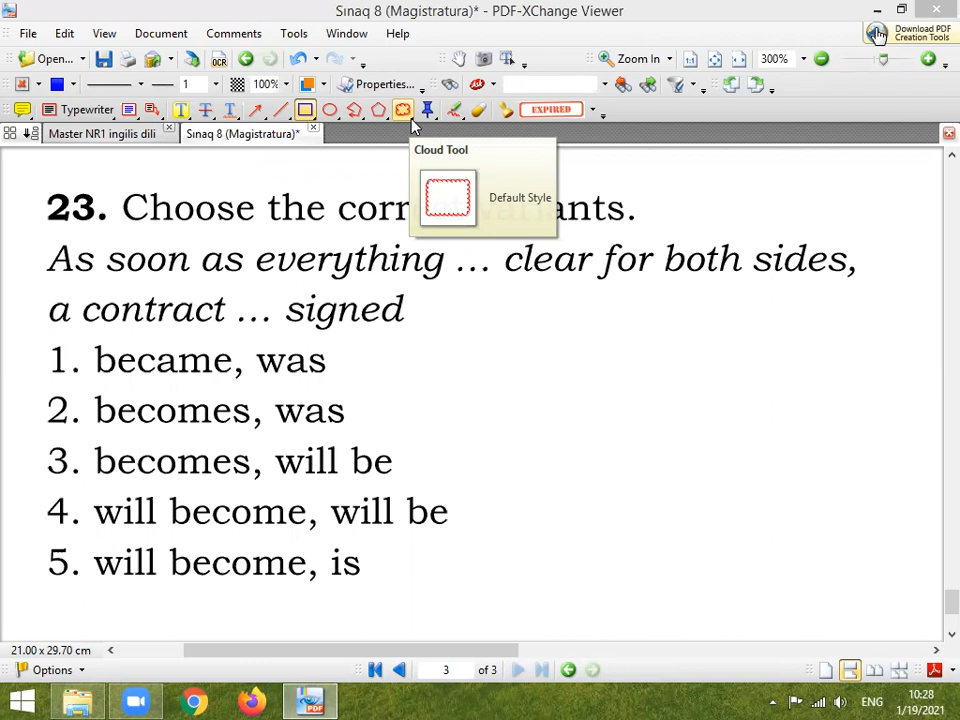 Sınaq 8 (Magistratura)* - PDF-XChange Viewer
File Edit View Document Comments Tools Window Help
Download PDF
Creation Tools
Open... OCR Zoom In 300%
1 100% Properties...
Typewriter EXPIRED
Master NR1 ingilis dili Sınaq 8 (Magistratura)*
Cloud Tool
Default Style
23. Choose the corr ants.
As soon as everything ... clear for both sides,
a contract ... signed
1. became, was
2. becomes, was
3. becomes, will be
4. will become, will be
5. will become, is
21.00 x 29.70 cm
Options 3 of 3
ENG
10:28
1/19/2021